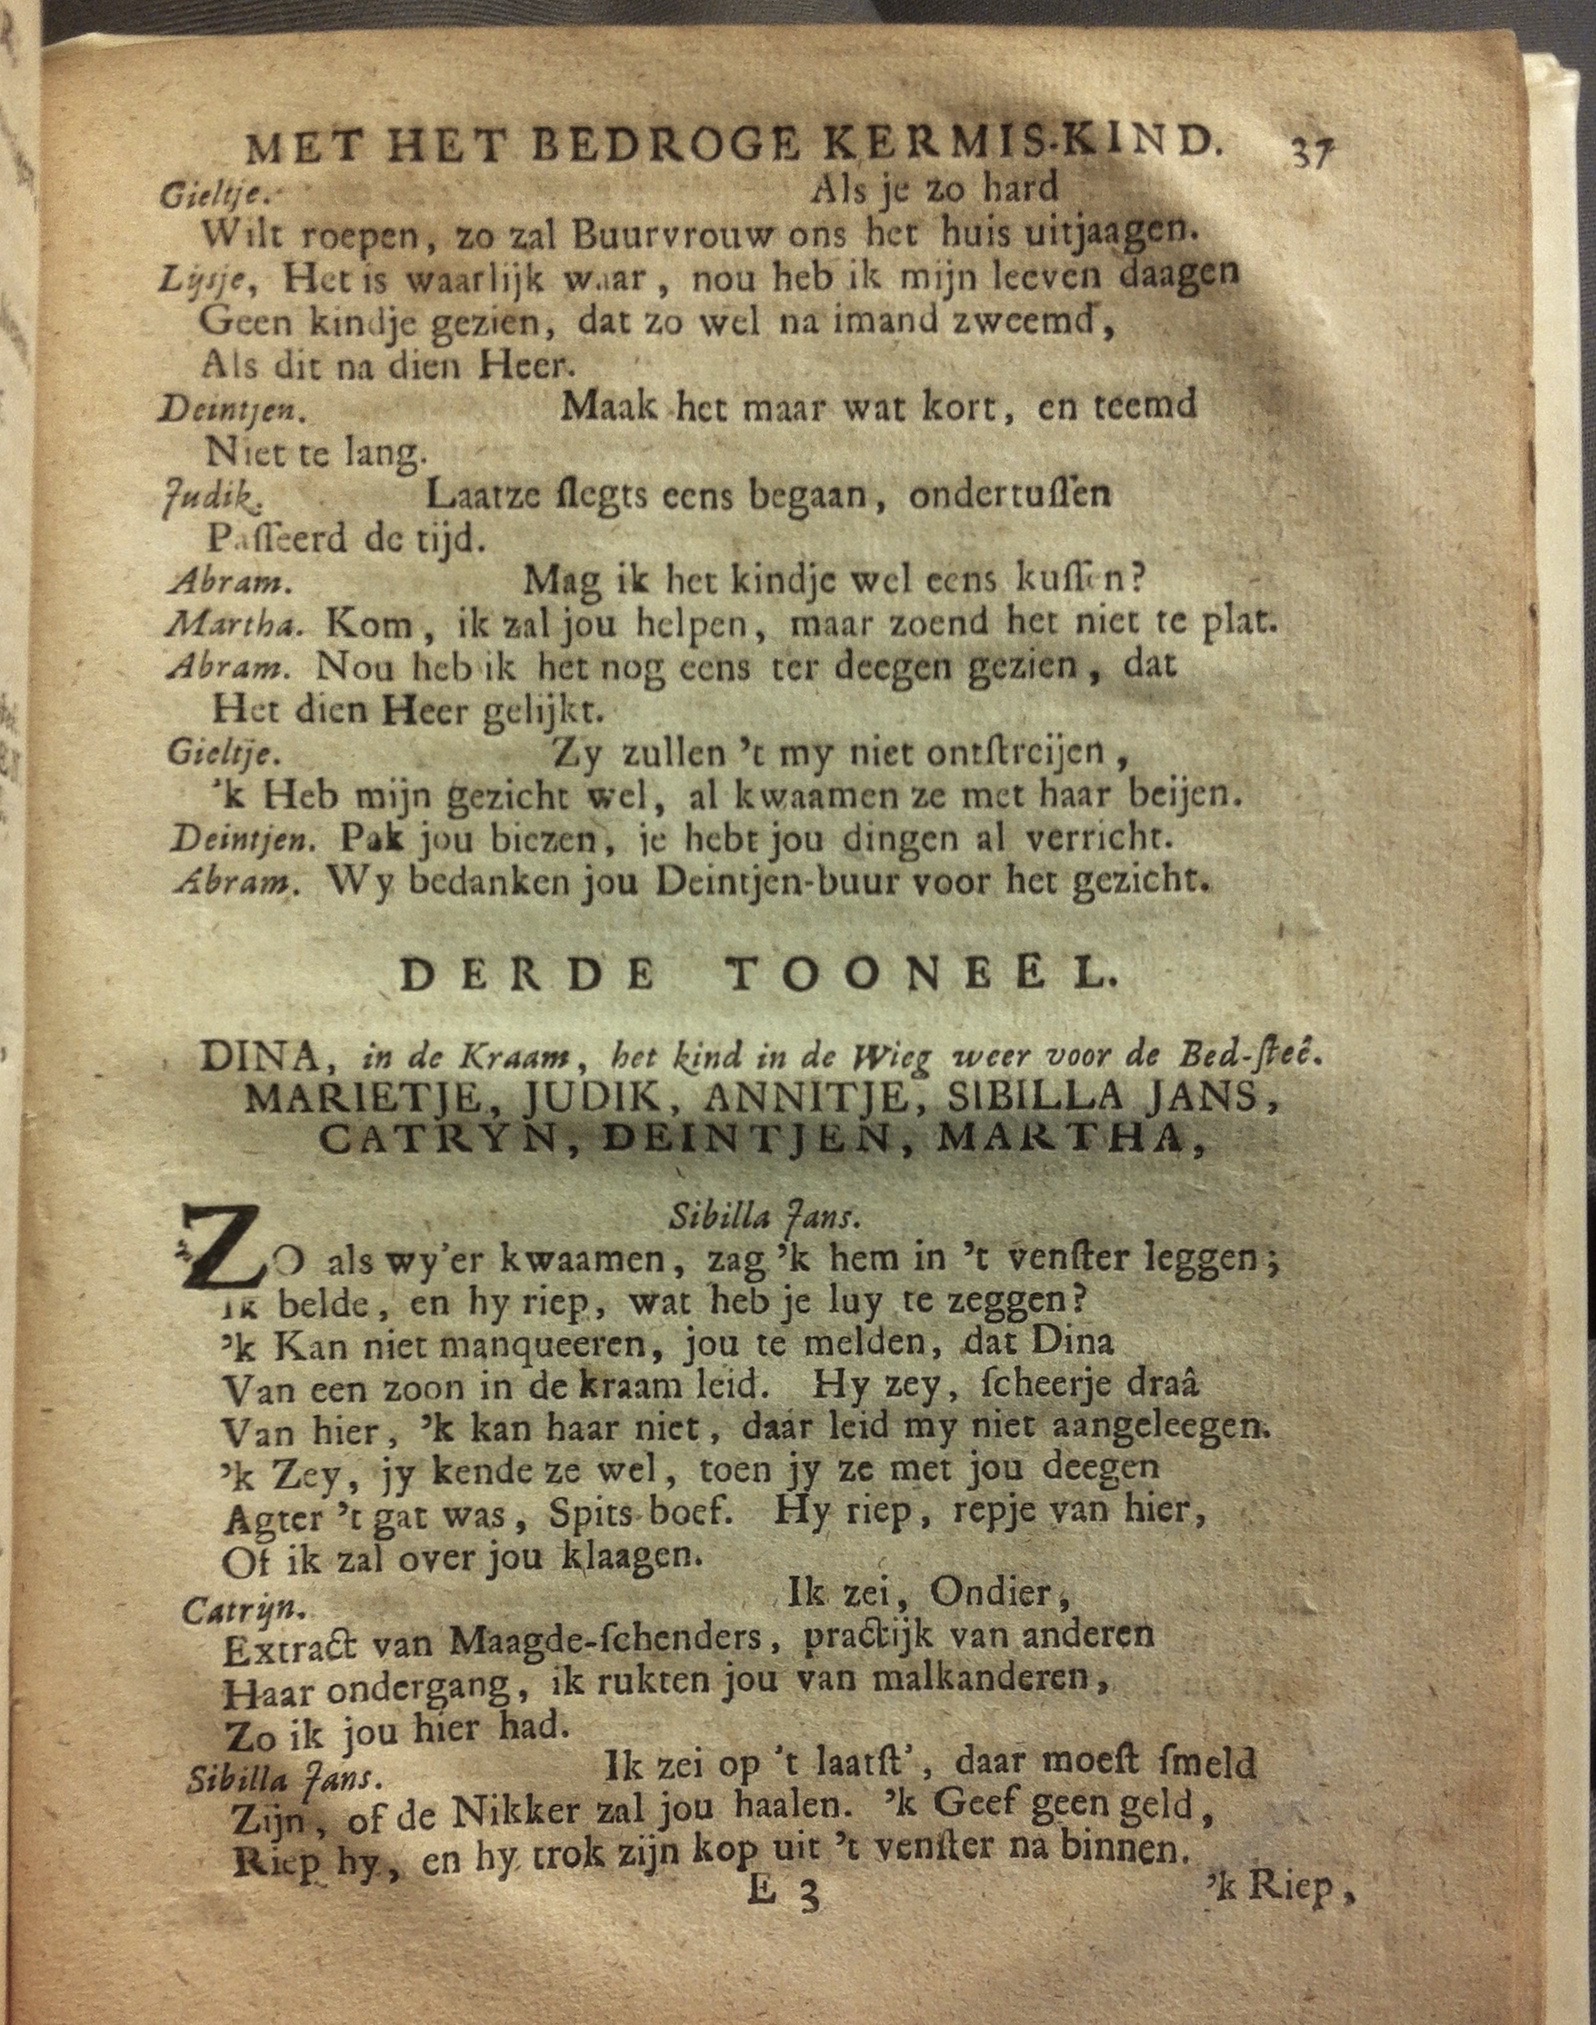 MET HET BEDROGE KERMIS-KIND. 37
Gieltje. Als je zo hard
Wilt roepen, zo zal Buurvrouw ons het huis uitjaagen.
Lijsje, Het is waarlijk waar, nou heb ik mijn leeven daagen
Geen kindje gezien, dat zo wel na imand zweemd,
Als dit na dien Heer.
Deintjen. Maak het maar wat kort, en teemd
Niet te lang.
Judik. Laatze ſlegts eens begaan, ondertuſſen
Paſſeerd de tijd.
Abram. Mag ik het kindje wel eens kuſſen?
Martha. Kom, ik zal jou helpen, maar zoend het niet te plat.
Abram. Nou heb ik het nog eens ter deegen gezien, dat
Het dien Heer gelijkt.
Gieltje. Zy zullen 't my niet ontſtreijen,
'k Heb mijn gezicht wel, al kwaamen ze met haar beijen.
Deintjen. Pak jou biezen, je hebt jou dingen al verricht.
Abram. Wy bedanken jou Deintjen-buur voor het gezicht.
DERDE TOONEEL.
DINA, in de Kraam, het kind in de Wieg weer voor de Bed-ſteê.
MARIETJE, JUDIK, ANNITJE, SIBILLA JANS,
CATRYN, DEINTJEN, MARTHA,
Sibilla Jans.
ZO als wy'er kwaamen, zag 'k hem in 't venſter leggen;
Ik belde, en hy riep, wat heb je luy te zeggen?
'k Kan niet manqueeren, jou te melden, dat Dina
Van een zoon in de kraam leid. Hy zey, ſcheerje draâ
Van hier, 'k kan haar niet, daar leid my niet aangeleegen.
'k Zey, jy kende ze wel, toen jy ze met jou deegen
Agter 't gat was, Spits-boef. Hy riep, repje van hier,
Of ik zal over jou klaagen.
Catrijn. Ik zei, Ondier,
Extract van Maagde-ſchenders, practijk van anderen
Haar ondergang, ik rukten jou van malkanderen,
Zo ik jou hier had.
Sibilla Jans. Ik zei op 't laatſt', daar moeſt ſmeld
Zijn, of de Nikker zal jou haalen. 'k Geef geen geld,
Riep hy, en hy trok zijn kop uit 't venſter na binnen.
E 3 'k Riep,